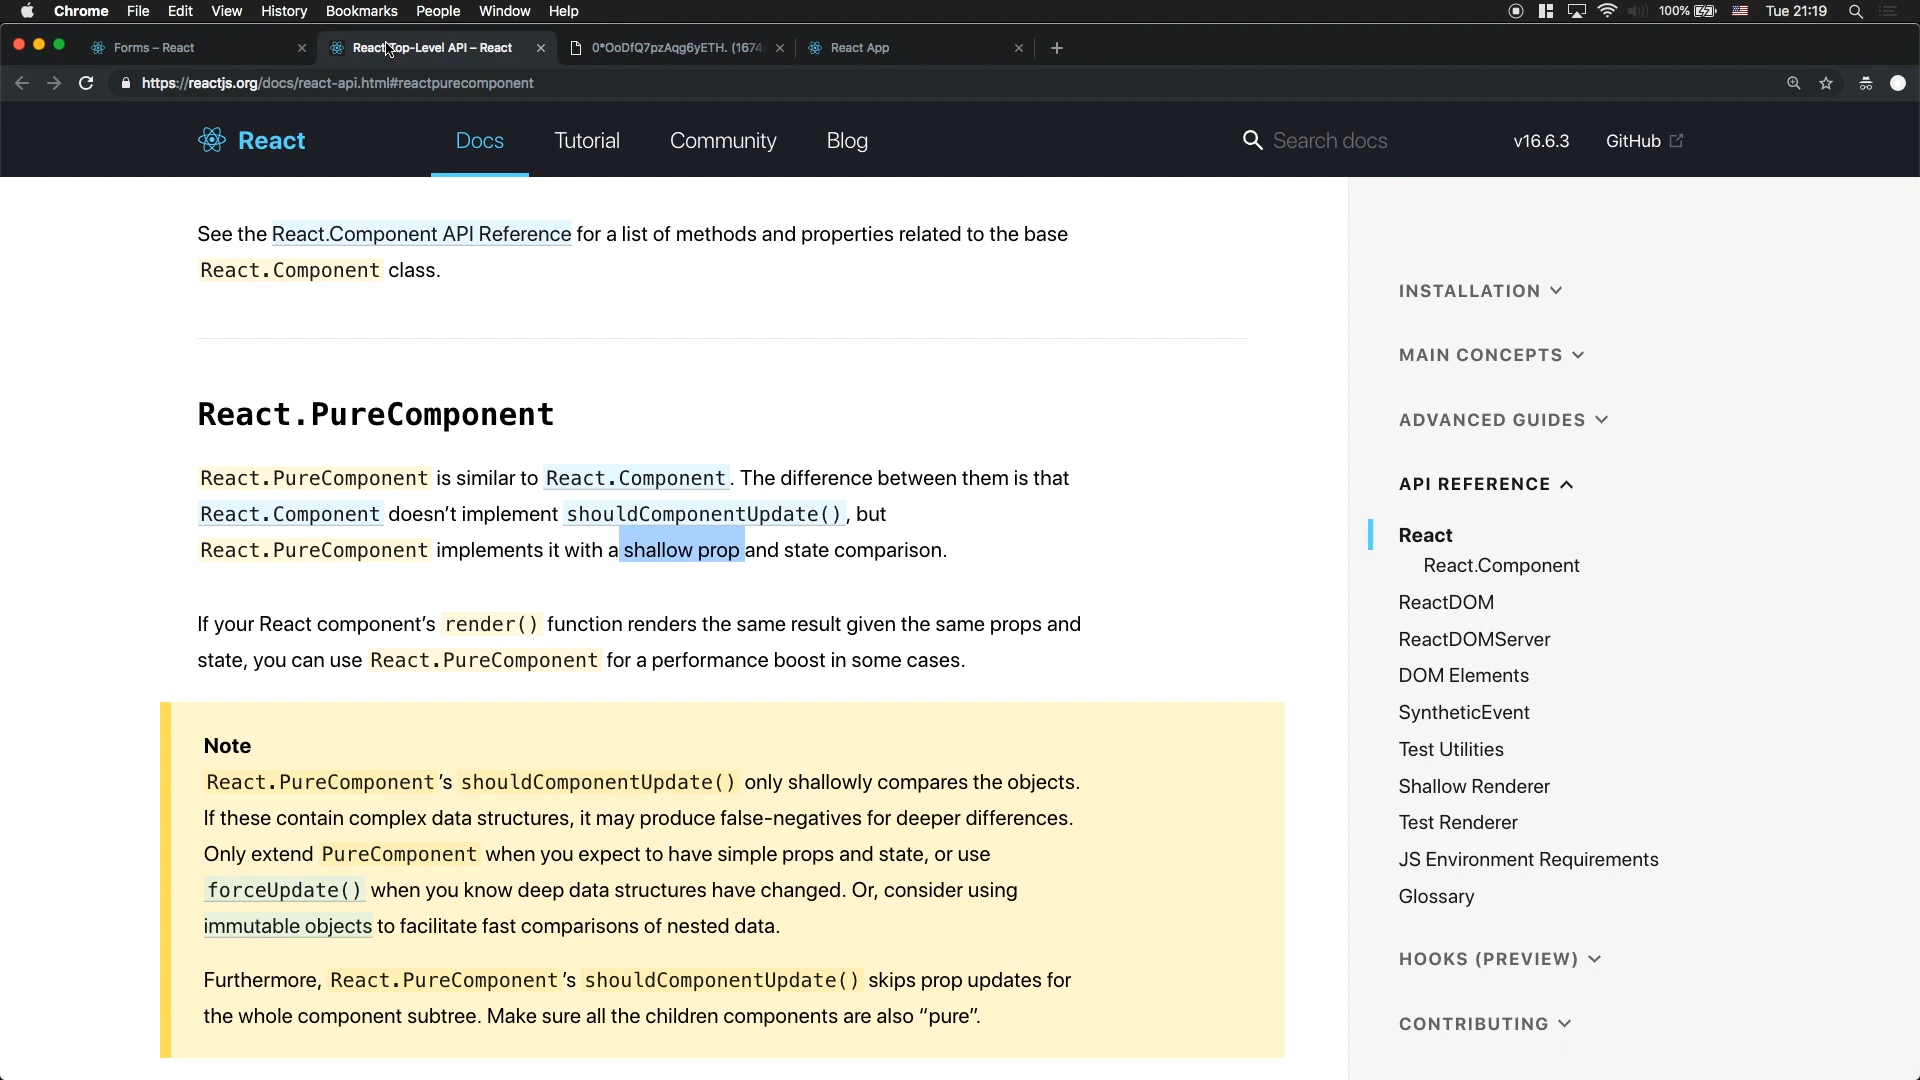 Chrome File Edit View History Bookmarks People Window Help 100% Tue 21:19
Forms – React React Top-Level API – React 0*OoDfQ7pzAqg6yETH. (1674 React App
https://reactjs.org/docs/react-api.html#reactpurecomponent
React Docs Tutorial Community Blog Search docs v16.6.3 GitHub
See the React.Component API Reference for a list of methods and properties related to the base
React.Component class.
React.PureComponent
React.PureComponent is similar to React.Component. The difference between them is that
React.Component doesn’t implement shouldComponentUpdate(), but
React.PureComponent implements it with a shallow prop and state comparison.
If your React component’s render() function renders the same result given the same props and
state, you can use React.PureComponent for a performance boost in some cases.
Note
React.PureComponent’s shouldComponentUpdate() only shallowly compares the objects.
If these contain complex data structures, it may produce false-negatives for deeper differences.
Only extend PureComponent when you expect to have simple props and state, or use
forceUpdate() when you know deep data structures have changed. Or, consider using
immutable objects to facilitate fast comparisons of nested data.
Furthermore, React.PureComponent’s shouldComponentUpdate() skips prop updates for
the whole component subtree. Make sure all the children components are also “pure”.
INSTALLATION
MAIN CONCEPTS
ADVANCED GUIDES
API REFERENCE
React
React.Component
ReactDOM
ReactDOMServer
DOM Elements
SyntheticEvent
Test Utilities
Shallow Renderer
Test Renderer
JS Environment Requirements
Glossary
HOOKS (PREVIEW)
CONTRIBUTING